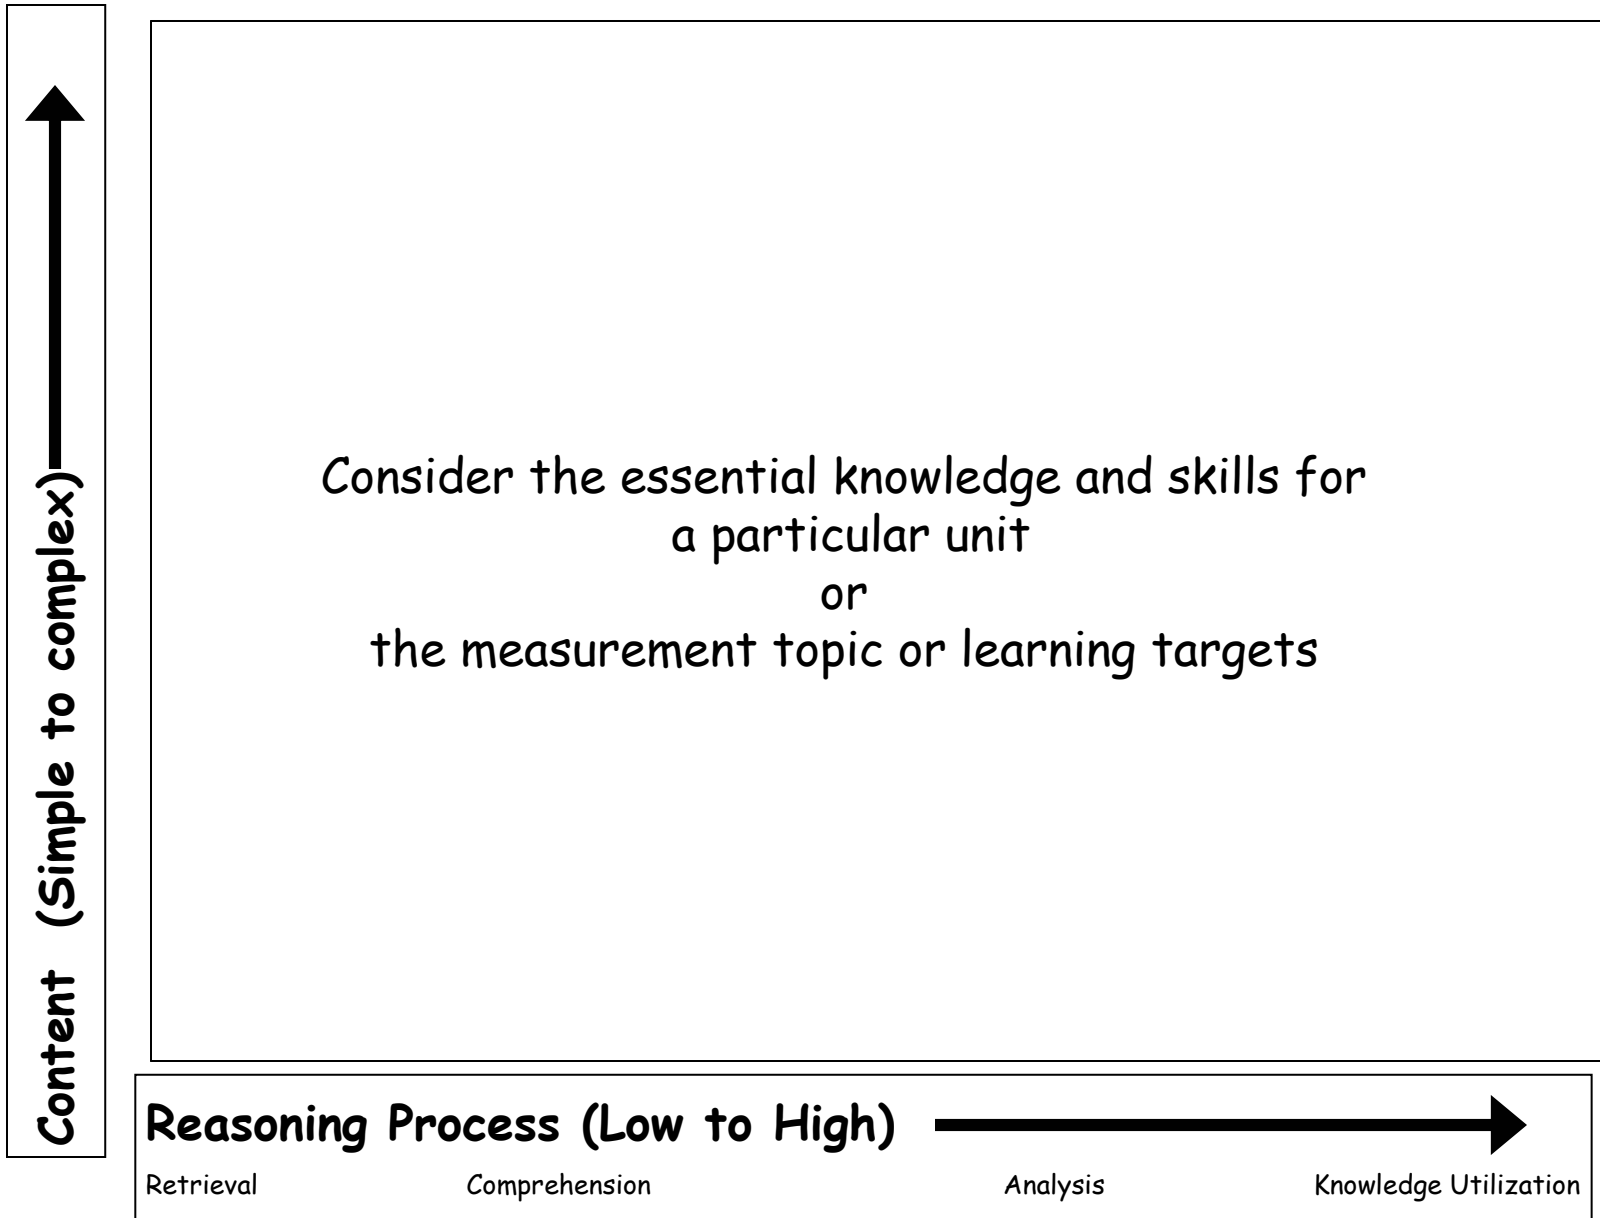 Content (Simple to complex)
Consider the essential knowledge and skills for
a particular unit
or
the measurement topic or learning targets
Reasoning Process (Low to High)
Retrieval Comprehension Analysis Knowledge Utilization